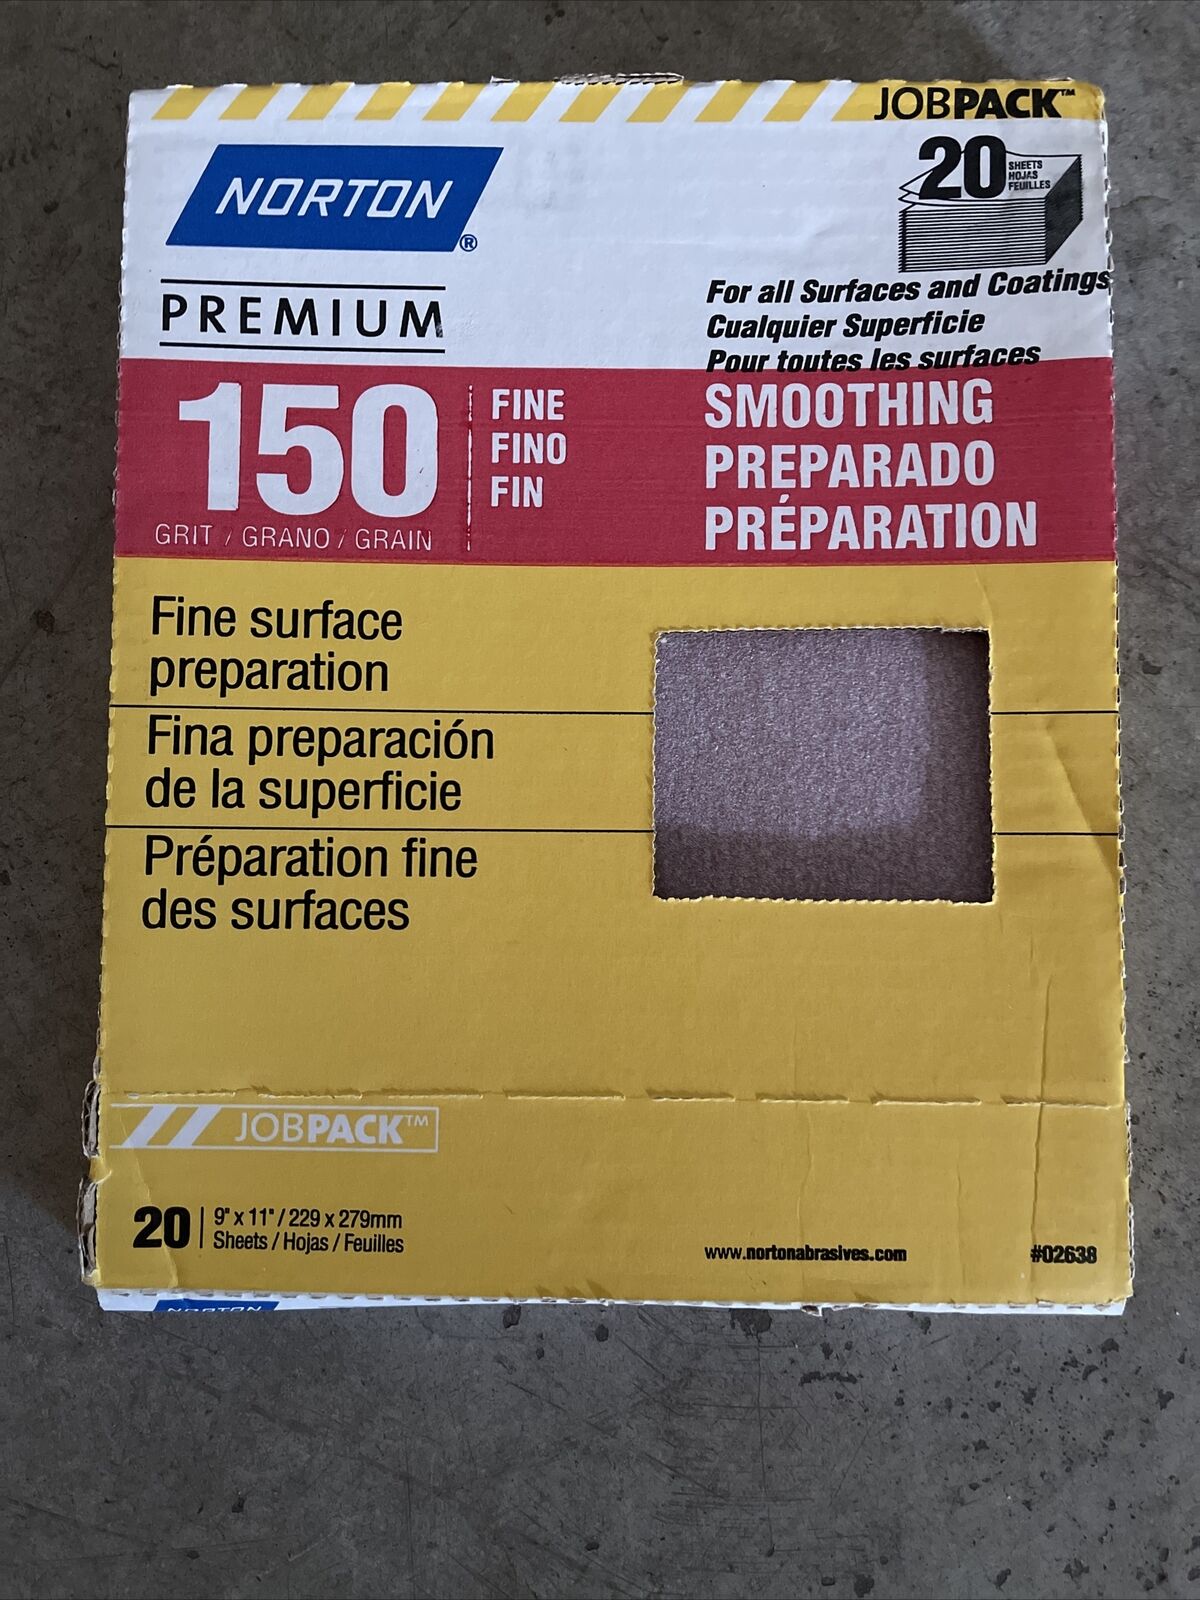 JOBPACK™
20 SHEETS
HOJAS
FEUILLES
NORTON®
PREMIUM
For all Surfaces and Coatings
Cualquier Superficie
Pour toutes les surfaces
150
GRIT / GRANO / GRAIN
FINE
FINO
FIN
SMOOTHING
PREPARADO
PRÉPARATION
Fine surface
preparation
Fina preparación
de la superficie
Préparation fine
des surfaces
JOBPACK™
20 9" x 11" / 229 x 279mm
Sheets / Hojas / Feuilles
www.nortonabrasives.com
#02638
NORTON